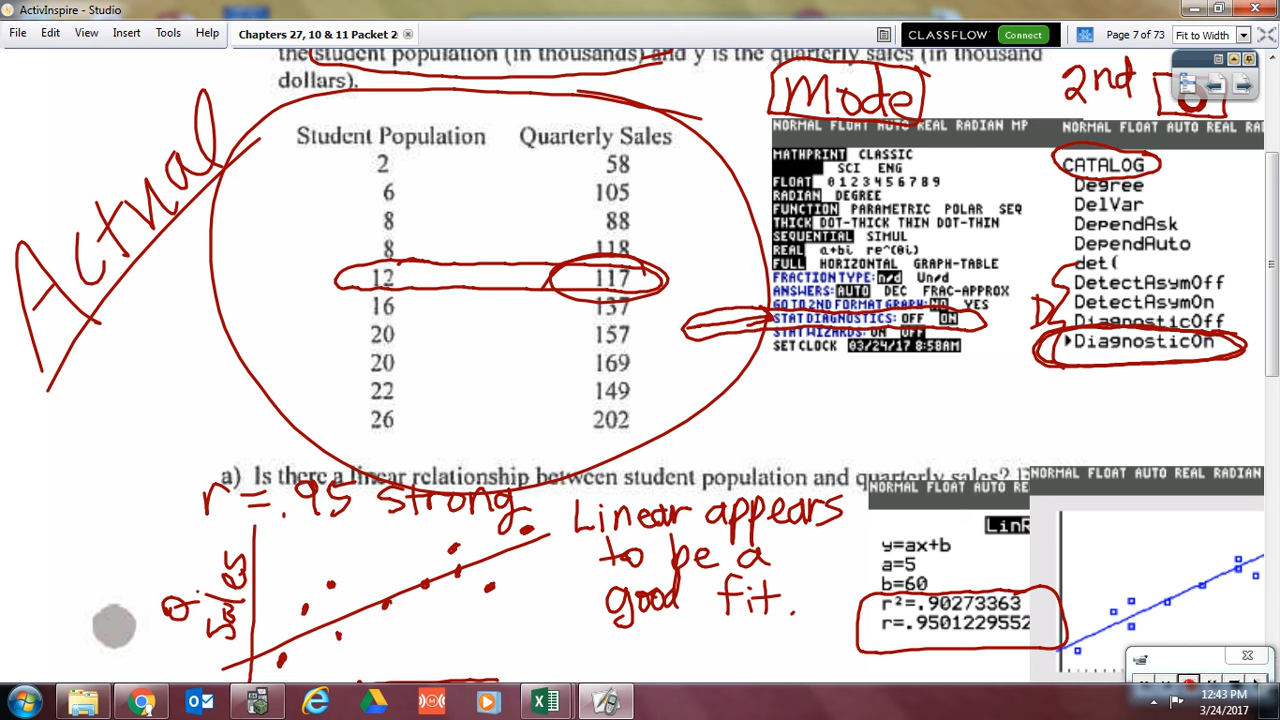 ActivInspire - Studio
File Edit View Insert Tools Help Chapters 27, 10 & 11 Packet 2 CLASSFLOW Connect Page 7 of 73 Fit to Width
the student population (in thousands) and y is the quarterly sales (in thousand
dollars).
Actual
Mode
2nd 0
Student Population Quarterly Sales
2 58
6 105
8 88
8 118
12 117
16 137
20 157
20 169
22 149
26 202
NORMAL FLOAT AUTO REAL RADIAN MP
MATHPRINT CLASSIC
SCI ENG
FLOAT 0 1 2 3 4 5 6 7 8 9
RADIAN DEGREE
FUNCTION PARAMETRIC POLAR SEQ
THICK DOT-THICK THIN DOT-THIN
SEQUENTIAL SIMUL
REAL a+bi re^(θi)
FULL HORIZONTAL GRAPH-TABLE
FRACTION TYPE: n/d Un/d
ANSWERS: AUTO DEC FRAC-APPROX
GO TO 2ND FORMAT GRAPH: NO YES
STAT DIAGNOSTICS: OFF ON
STAT WIZARDS: ON OFF
SET CLOCK 03/24/17 8:58AM
NORMAL FLOAT AUTO REAL RA
CATALOG
Degree
DelVar
DependAsk
DependAuto
det(
DetectAsymOff
DetectAsymOn
DiagnosticOff
DiagnosticOn
D
a) Is there a linear relationship between student population and quarterly sales?
r = .95 strong
Linear appears
to be a
good fit.
Q. Sales
NORMAL FLOAT AUTO RE
LinR
y=ax+b
a=5
b=60
r²=.90273363
r=.9501229552
NORMAL FLOAT AUTO REAL RADIAN
12:43 PM
3/24/2017